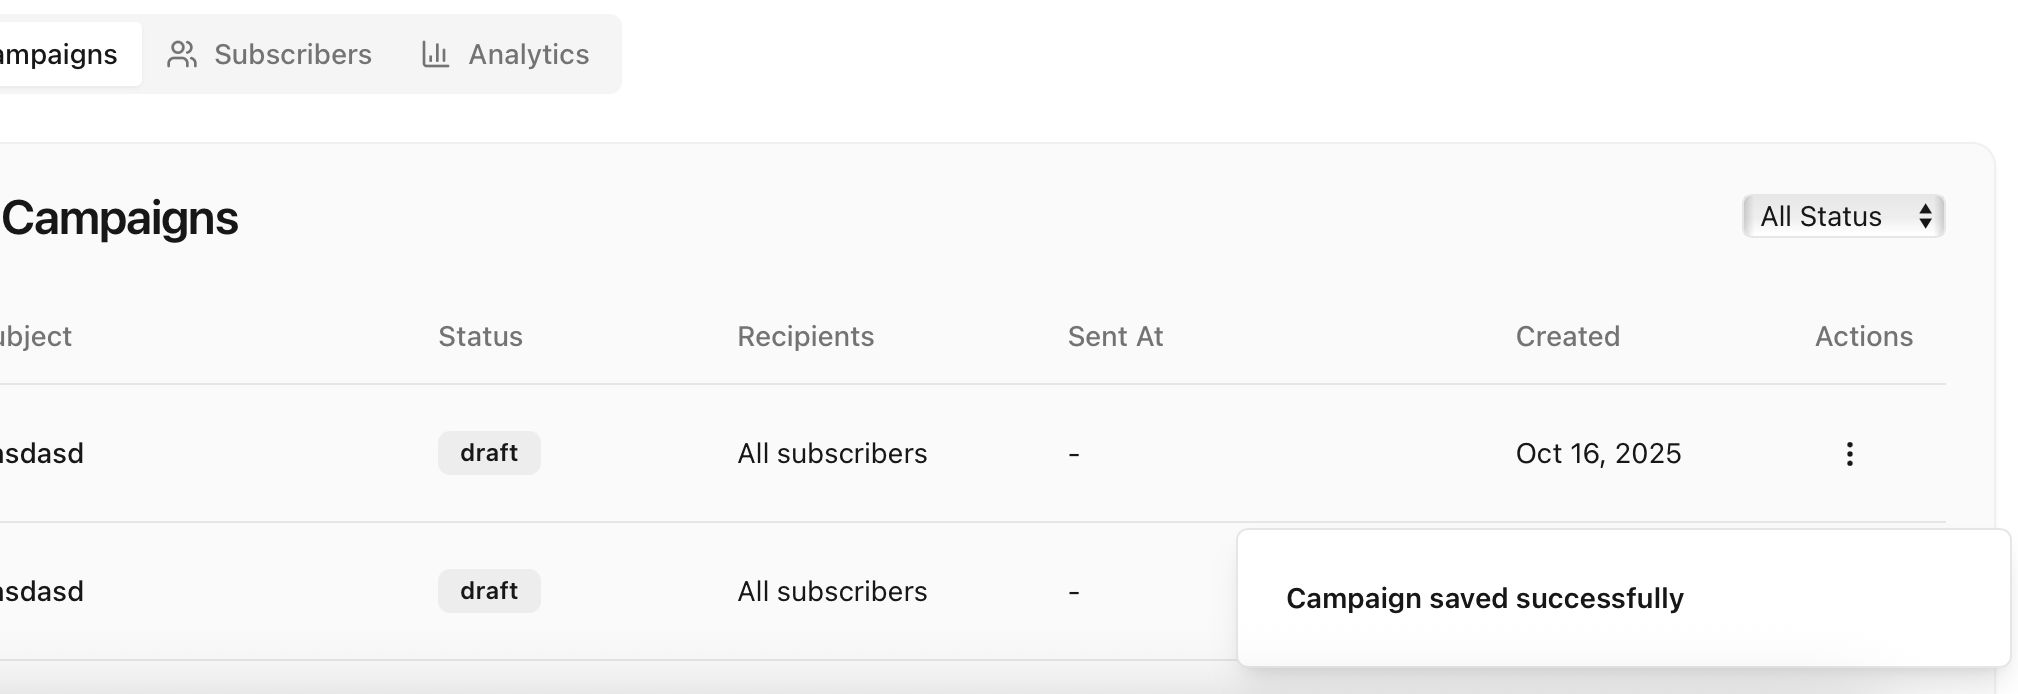 ampaigns Subscribers Analytics
Campaigns All Status
ubject Status Recipients Sent At Created Actions
asdasd draft All subscribers - Oct 16, 2025
asdasd draft All subscribers -
Campaign saved successfully